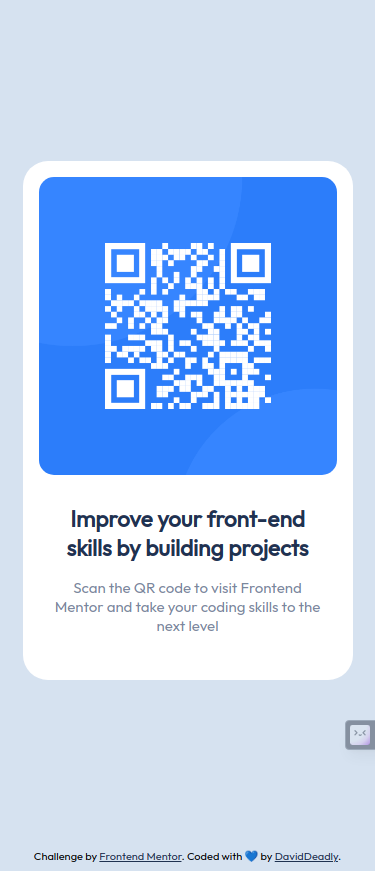 Improve your front-end
skills by building projects
Scan the QR code to visit Frontend
Mentor and take your coding skills to the
next level
Challenge by Frontend Mentor. Coded with 💙 by DavidDeadly.